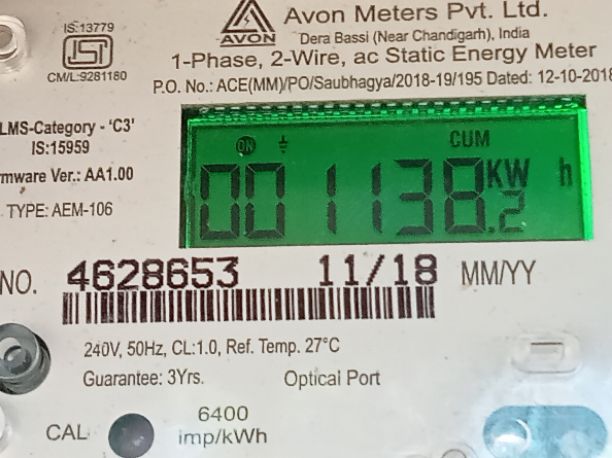 IS:13779
CM/L:9281180
AVON
Avon Meters Pvt. Ltd.
Dera Bassi (Near Chandigarh), India
1-Phase, 2-Wire, ac Static Energy Meter
P.O. No.: ACE(MM)/PO/Saubhagya/2018-19/195 Dated: 12-10-2018
LMS-Category - 'C3'
IS:15959
rmware Ver.: AA1.00
TYPE: AEM-106
ON CUM
001138.2 KW h
NO. 4628653 11/18 MM/YY
240V, 50Hz, CL:1.0, Ref. Temp. 27°C
Guarantee: 3Yrs. Optical Port
CAL 6400
imp/kWh